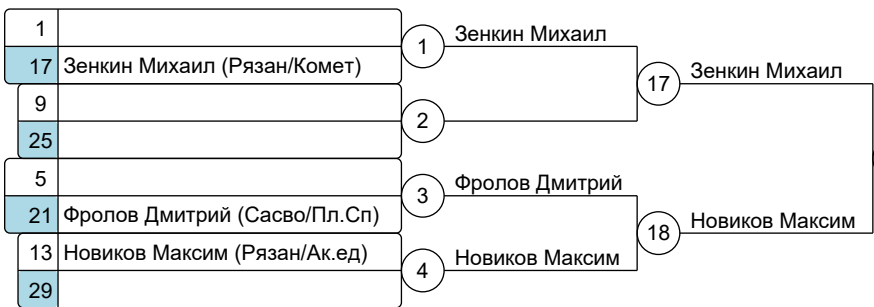 1
17 Зенкин Михаил (Рязан/Комет)
9
25
5
21 Фролов Дмитрий (Сасво/Пл.Сп)
13 Новиков Максим (Рязан/Ак.ед)
29
1 Зенкин Михаил
2
3 Фролов Дмитрий
4 Новиков Максим
17 Зенкин Михаил
18 Новиков Максим